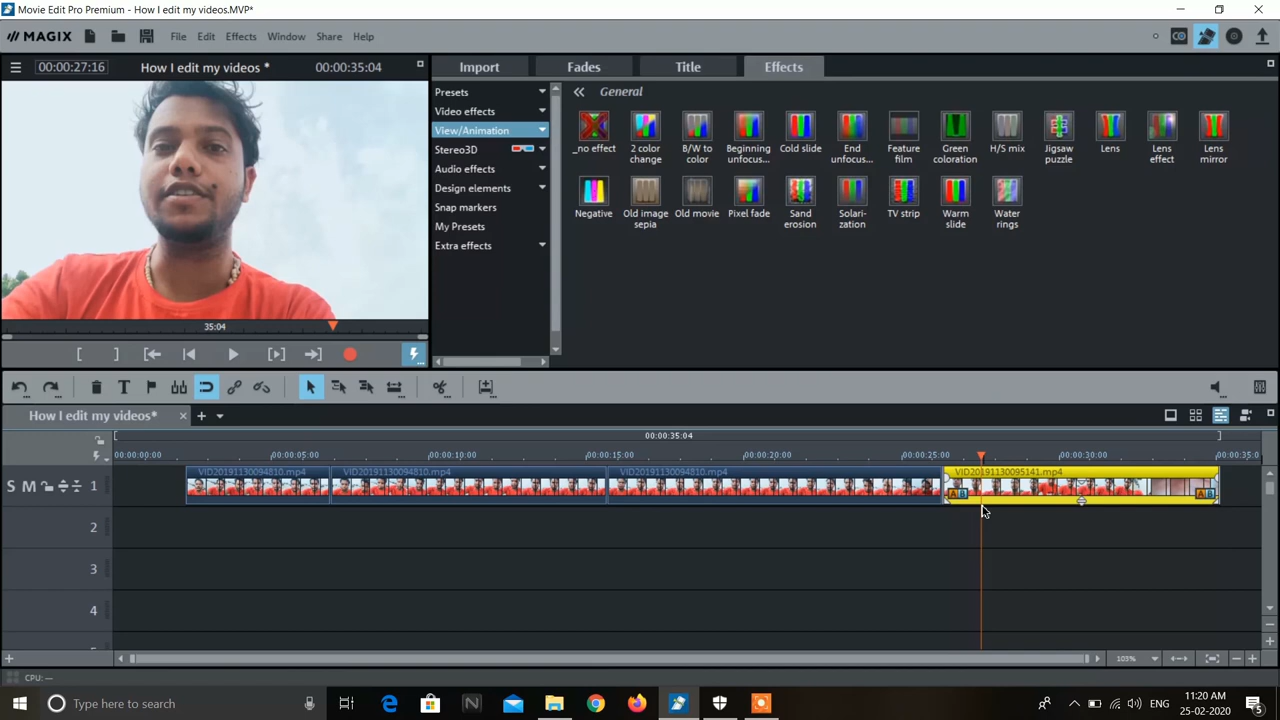 Movie Edit Pro Premium - How I edit my videos.MVP*
MAGIX File Edit Effects Window Share Help
00:00:27:16 How I edit my videos * 00:00:35:04
Import Fades Title Effects
Presets
Video effects
View/Animation
Stereo3D
Audio effects
Design elements
Snap markers
My Presets
Extra effects
General
_no effect
2 color change
B/W to color
Beginning unfocus...
Cold slide
End unfocus...
Feature film
Green coloration
H/S mix
Jigsaw puzzle
Lens
Lens effect
Lens mirror
Negative
Old image sepia
Old movie
Pixel fade
Sand erosion
Solari-
zation
TV strip
Warm slide
Water rings
35:04
How I edit my videos*
00:00:35:04
00:00:00:00 00:00:05:00 00:00:10:00 00:00:15:00 00:00:20:00 00:00:25:00 00:00:30:00 00:00:35:0
VID20191130094810.mp4 VID20191130094810.mp4 VID20191130094810.mp4 VID20191130095141.mp4
S M 1
A B A B
2
3
4
103%
CPU: —
Type here to search
N
ENG
11:20 AM
25-02-2020
5